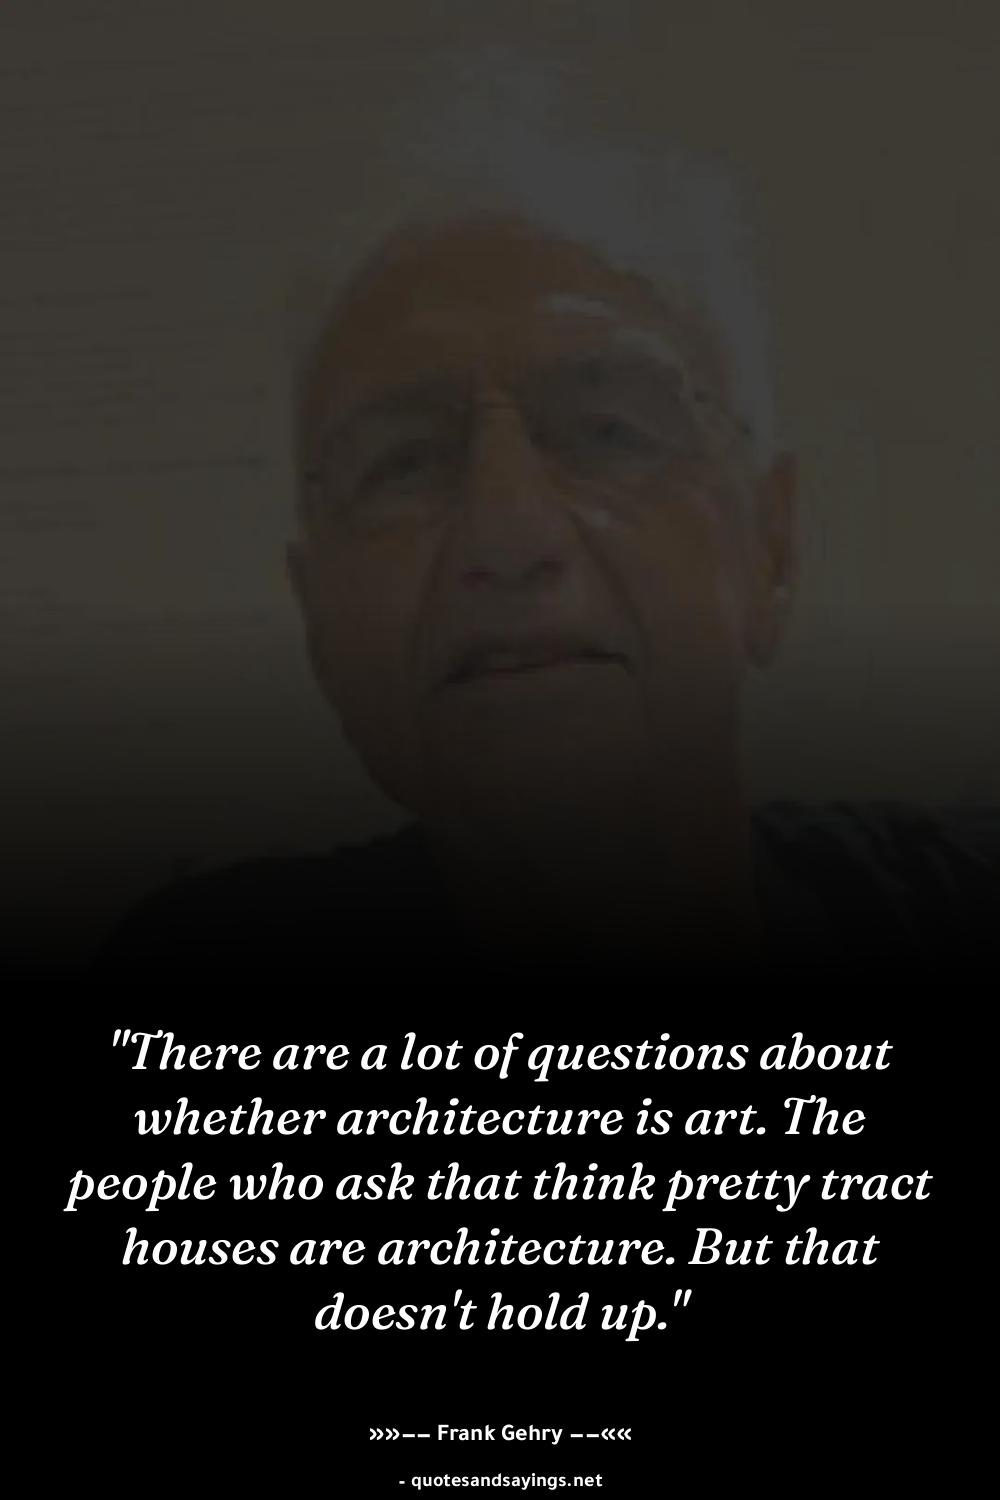 "There are a lot of questions about
whether architecture is art. The
people who ask that think pretty tract
houses are architecture. But that
doesn't hold up."
»»–– Frank Gehry ––««
- quotesandsayings.net